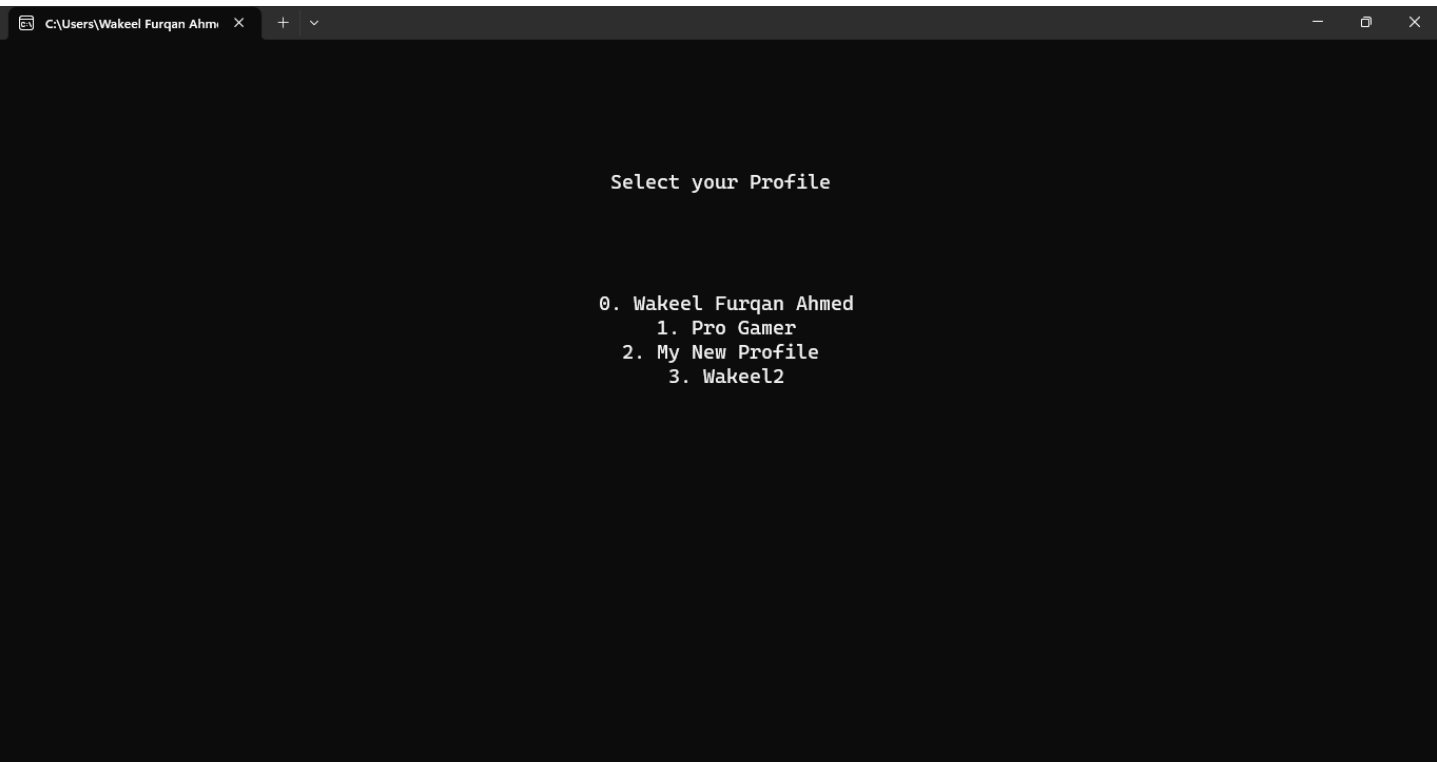 C:\Users\Wakeel Furqan Ahm
Select your Profile
0. Wakeel Furqan Ahmed
1. Pro Gamer
2. My New Profile
3. Wakeel2